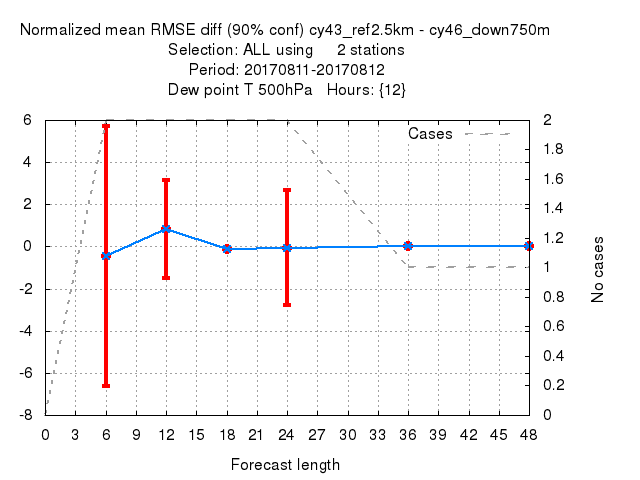 Normalized mean RMSE diff (90% conf) cy43_ref2.5km - cy46_down750m
Selection: ALL using 2 stations
Period: 20170811-20170812
Dew point T 500hPa Hours: {12}
Cases
6
4
2
0
-2
-4
-6
-8
2
1.8
1.6
1.4
1.2
1
0.8
0.6
0.4
0.2
0
No cases
0 3 6 9 12 15 18 21 24 27 30 33 36 39 42 45 48
Forecast length